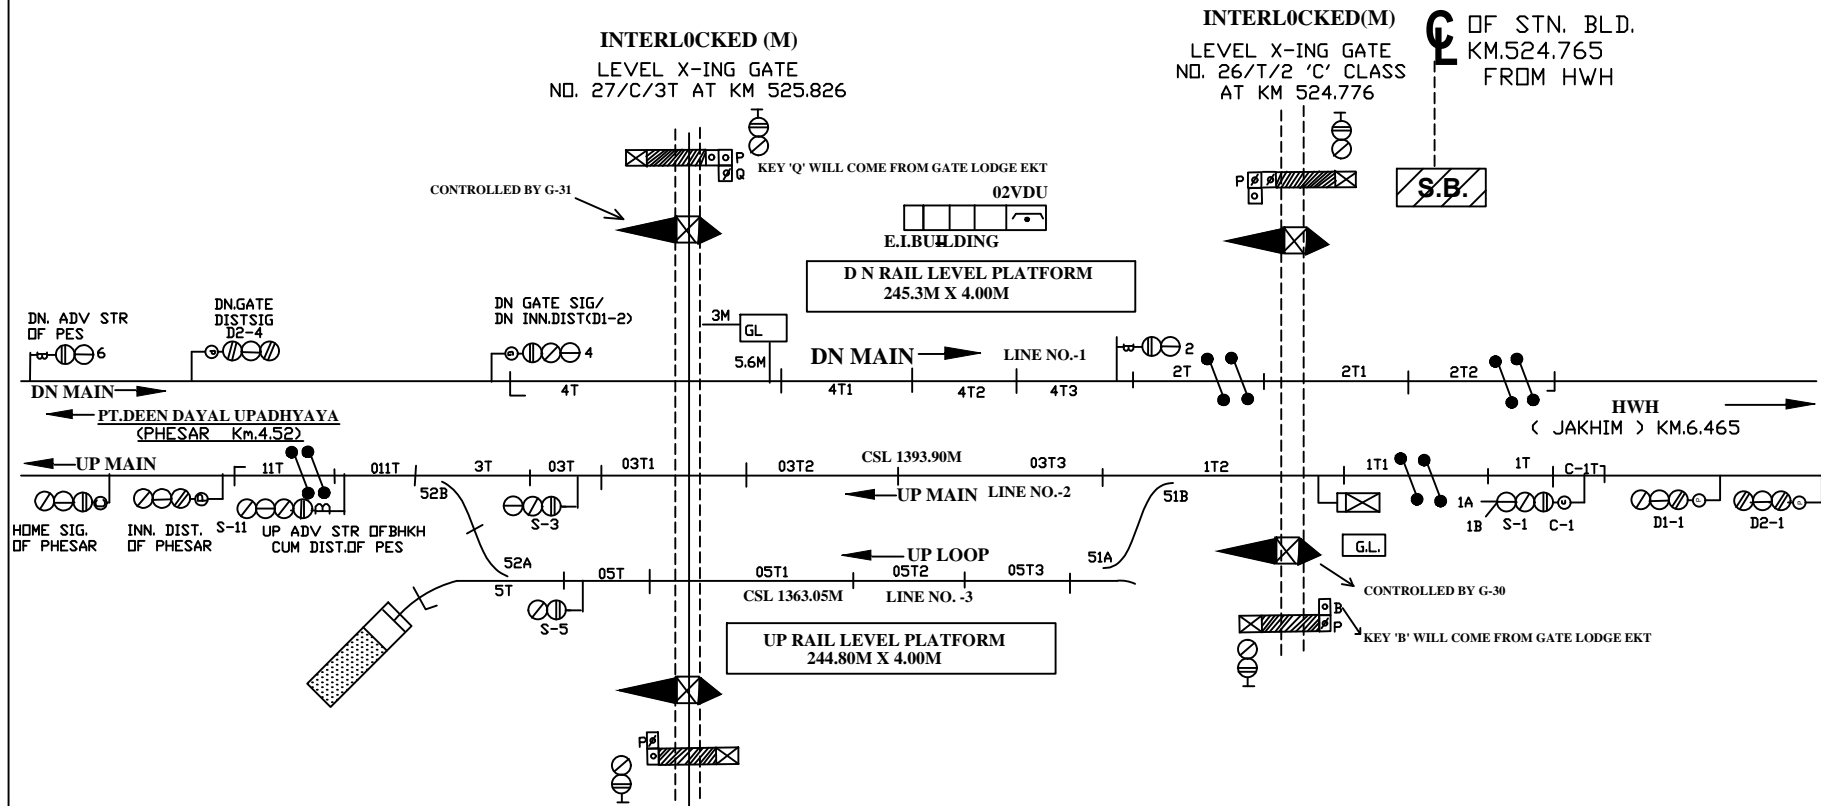 INTERL0CKED (M)
LEVEL X-ING GATE
NO. 27/C/3T AT KM 525.826
INTERL0CKED(M)
LEVEL X-ING GATE
NO. 26/T/2 'C' CLASS
AT KM 524.776
CL OF STN. BLD.
KM.524.765
FROM HWH
P
Q
KEY 'Q' WILL COME FROM GATE LODGE EKT
CONTROLLED BY G-31
02VDU
E.I.BUILDING
P
S.B.
D N RAIL LEVEL PLATFORM
245.3M X 4.00M
DN. ADV STR
OF PES
6
DN.GATE
DISTSIG
D2-4
DN GATE SIG/
DN INN.DIST(D1-2)
4
3M
GL
5.6M
DN MAIN
LINE NO.-1
2
DN MAIN
4T
4T1
4T2
4T3
2T
2T1
2T2
PT.DEEN DAYAL UPADHYAYA
(PHESAR Km.4.52)
HWH
( JAKHIM ) KM.6.465
UP MAIN
11T
011T
3T
03T
03T1
03T2
CSL 1393.90M
03T3
1T2
1T1
1T
C-1T
52B
UP MAIN
LINE NO.-2
51B
1A
1B
S-1
C-1
D1-1
D2-1
HOME SIG.
OF PHESAR
INN. DIST.
OF PHESAR
S-11
UP ADV STR OFBHKH
CUM DIST.OF PES
S-3
52A
UP LOOP
51A
G.L.
5T
05T
05T1
05T2
05T3
CSL 1363.05M
LINE NO. -3
CONTROLLED BY G-30
S-5
B
P
KEY 'B' WILL COME FROM GATE LODGE EKT
UP RAIL LEVEL PLATFORM
244.80M X 4.00M
P